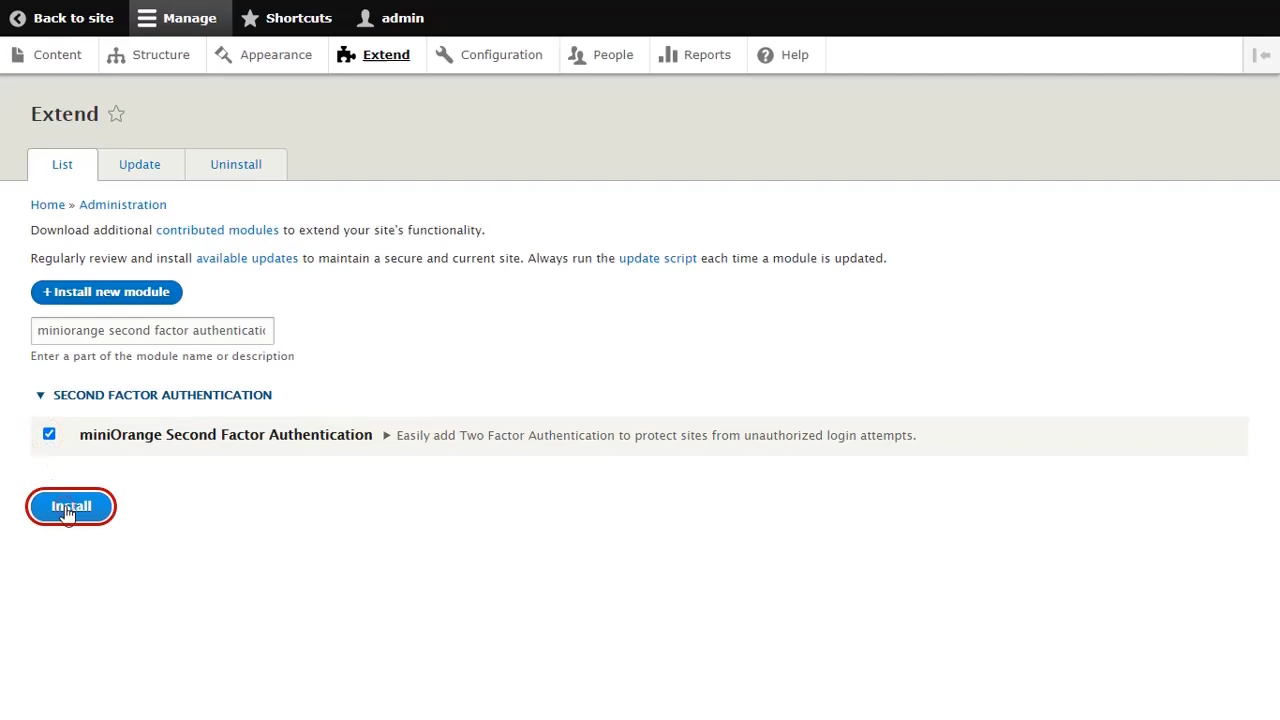 Back to site Manage Shortcuts admin
Content Structure Appearance Extend Configuration People Reports Help
Extend
List Update Uninstall
Home » Administration
Download additional contributed modules to extend your site's functionality.
Regularly review and install available updates to maintain a secure and current site. Always run the update script each time a module is updated.
+ Install new module
miniorange second factor authenticatio
Enter a part of the module name or description
SECOND FACTOR AUTHENTICATION
miniOrange Second Factor Authentication Easily add Two Factor Authentication to protect sites from unauthorized login attempts.
Install